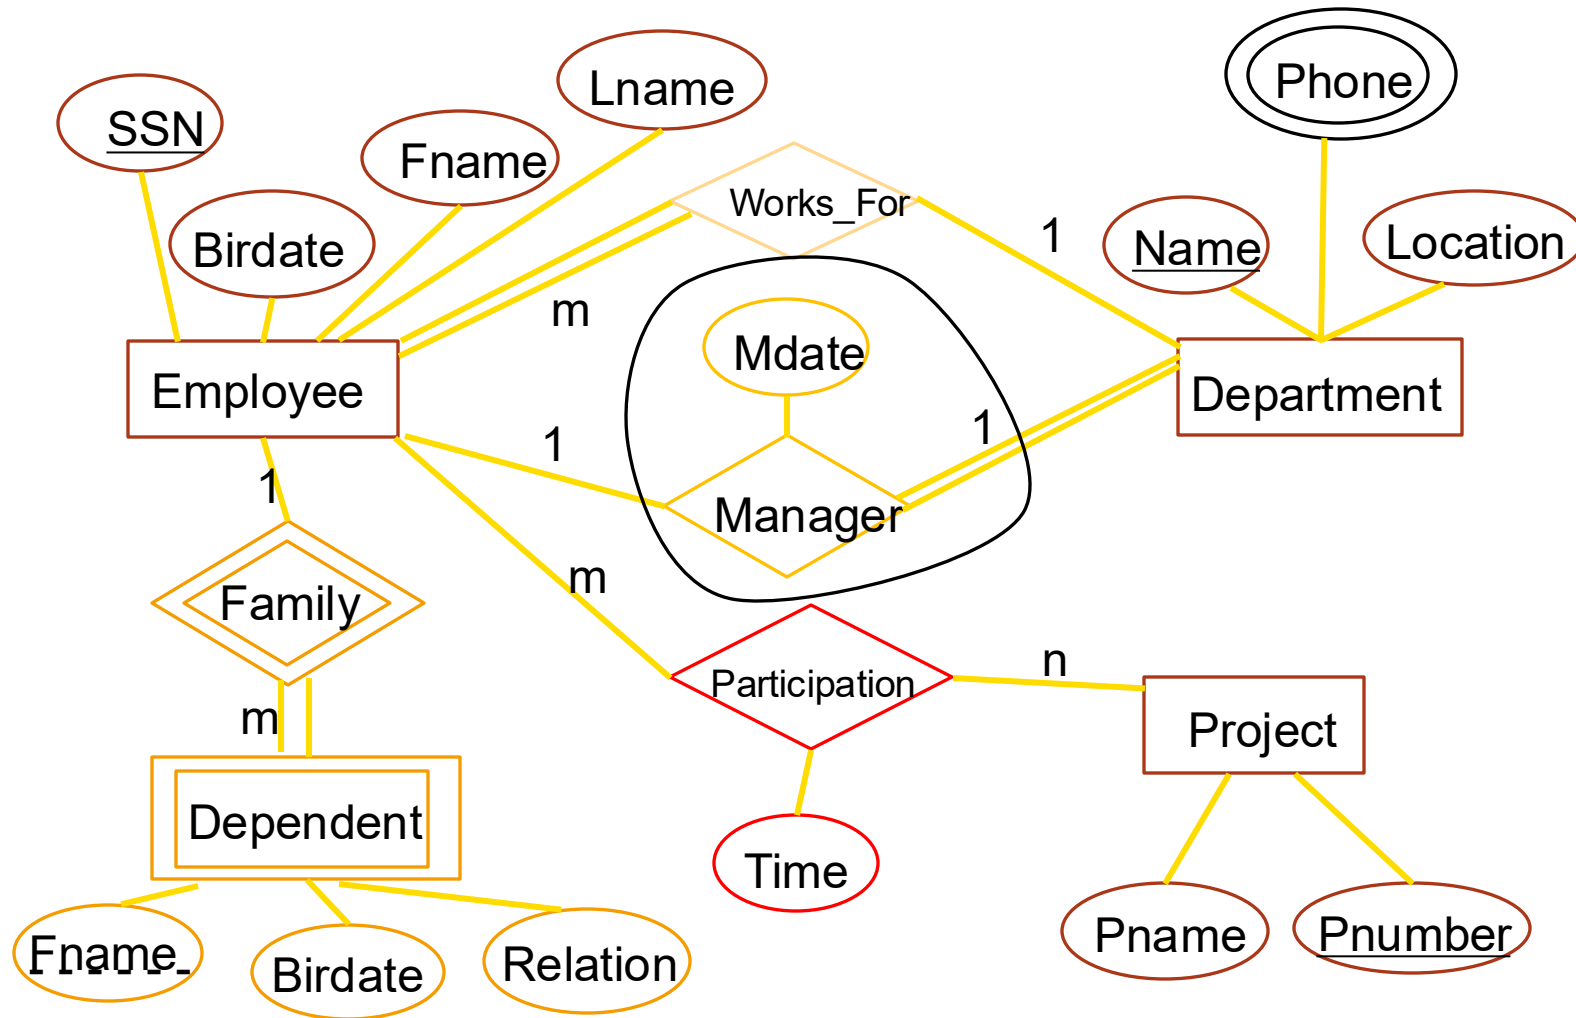 Lname
Phone
SSN
Fname
Works_For
Birdate
1
Name
Location
m
Mdate
Employee
Department
1
1
1
Manager
m
Family
n
Participation
m
Project
Dependent
Time
Fname
Birdate
Relation
Pname
Pnumber